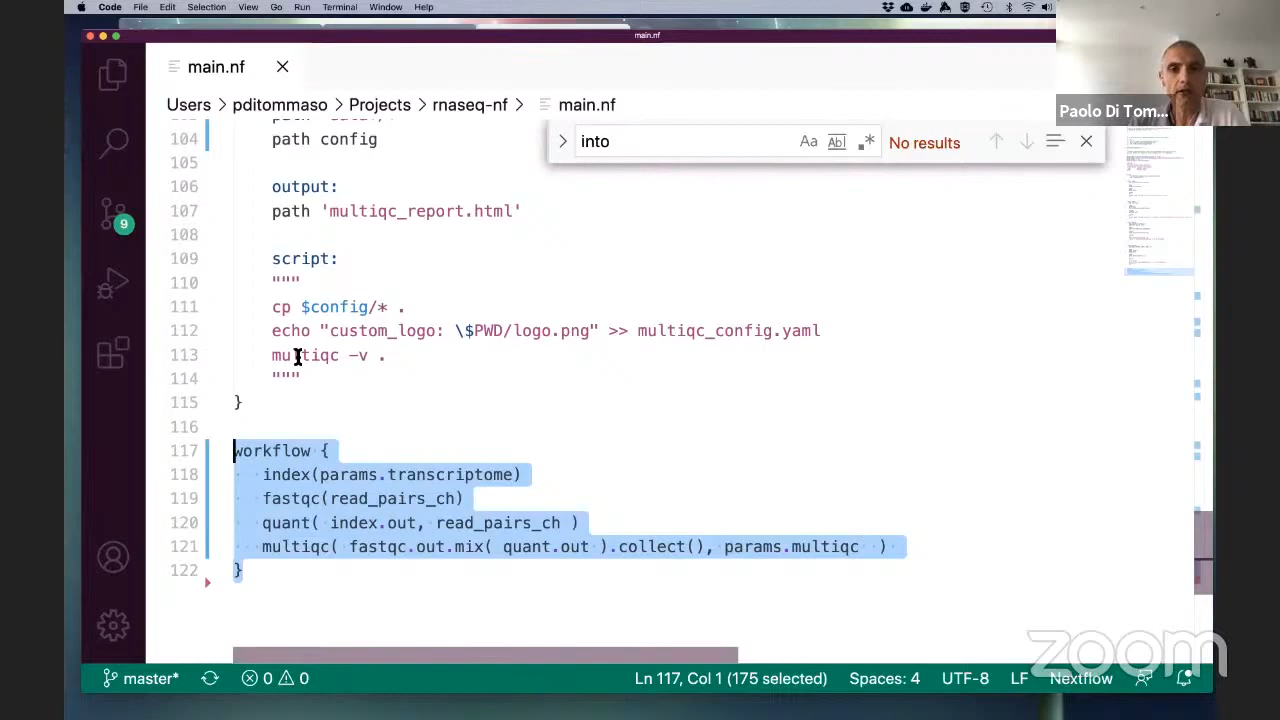 Code File Edit Selection View Go Run Terminal Window Help
main.nf
main.nf
Users > pditommaso > Projects > rnaseq-nf > main.nf
into
Aa Ab No results
Paolo Di Tom...
104 path config
105
106 output:
107 path 'multiqc_report.html'
108
109 script:
110 """
111 cp $config/* .
112 echo "custom_logo: \$PWD/logo.png" >> multiqc_config.yaml
113 multiqc -v .
114 """
115 }
116
117 workflow {
118 index(params.transcriptome)
119 fastqc(read_pairs_ch)
120 quant( index.out, read_pairs_ch )
121 multiqc( fastqc.out.mix( quant.out ).collect(), params.multiqc )
122 }
9
zoom
master* 0 0 Ln 117, Col 1 (175 selected) Spaces: 4 UTF-8 LF Nextflow